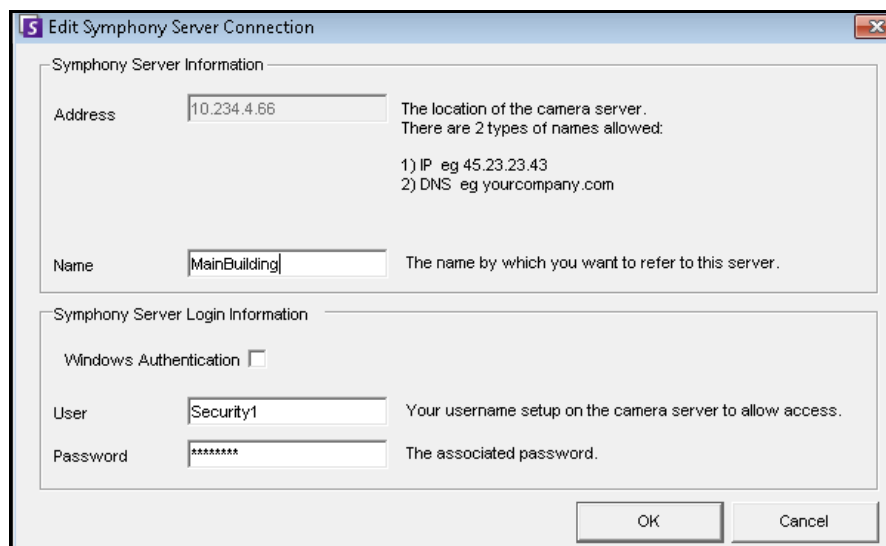 Edit Symphony Server Connection
Symphony Server Information
Address
10.234.4.66
The location of the camera server.
There are 2 types of names allowed:
1) IP eg 45.23.23.43
2) DNS eg yourcompany.com
Name
MainBuilding
The name by which you want to refer to this server.
Symphony Server Login Information
Windows Authentication
User
Security1
Your username setup on the camera server to allow access.
Password
********
The associated password.
OK
Cancel